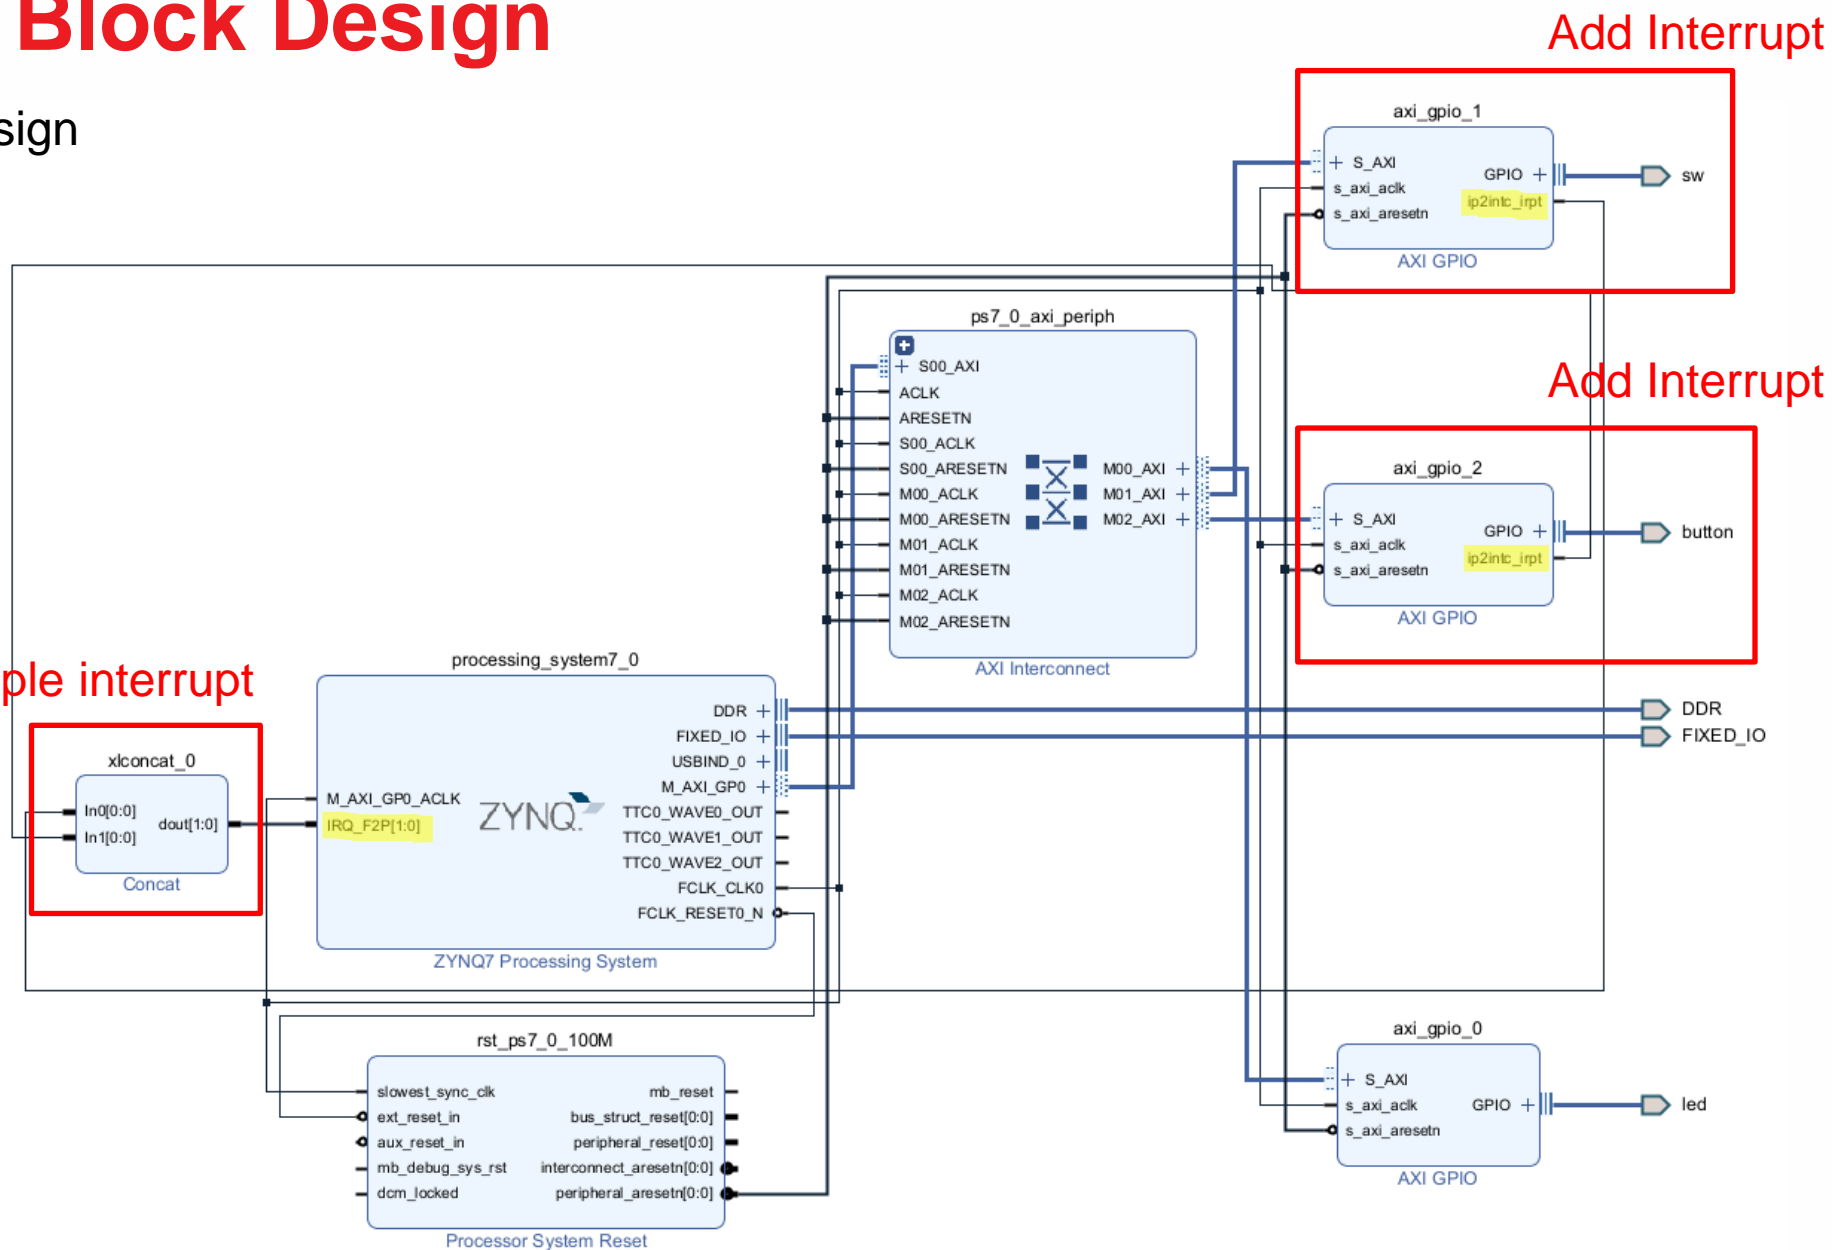 Block Design
sign
Add Interrupt
axi_gpio_1
S_AXI
s_axi_aclk
s_axi_aresetn
GPIO
ip2intc_irpt
AXI GPIO
sw
ps7_0_axi_periph
S00_AXI
ACLK
ARESETN
S00_ACLK
S00_ARESETN
M00_ACLK
M00_ARESETN
M01_ACLK
M01_ARESETN
M02_ACLK
M02_ARESETN
M00_AXI
M01_AXI
M02_AXI
AXI Interconnect
Add Interrupt
axi_gpio_2
S_AXI
s_axi_aclk
s_axi_aresetn
GPIO
ip2intc_irpt
AXI GPIO
button
ple interrupt
xlconcat_0
In0[0:0]
In1[0:0]
dout[1:0]
Concat
processing_system7_0
M_AXI_GP0_ACLK
IRQ_F2P[1:0]
ZYNQ
DDR
FIXED_IO
USBIND_0
M_AXI_GP0
TTC0_WAVE0_OUT
TTC0_WAVE1_OUT
TTC0_WAVE2_OUT
FCLK_CLK0
FCLK_RESET0_N
ZYNQ7 Processing System
DDR
FIXED_IO
rst_ps7_0_100M
slowest_sync_clk
ext_reset_in
aux_reset_in
mb_debug_sys_rst
dcm_locked
mb_reset
bus_struct_reset[0:0]
peripheral_reset[0:0]
interconnect_aresetn[0:0]
peripheral_aresetn[0:0]
Processor System Reset
axi_gpio_0
S_AXI
s_axi_aclk
s_axi_aresetn
GPIO
AXI GPIO
led